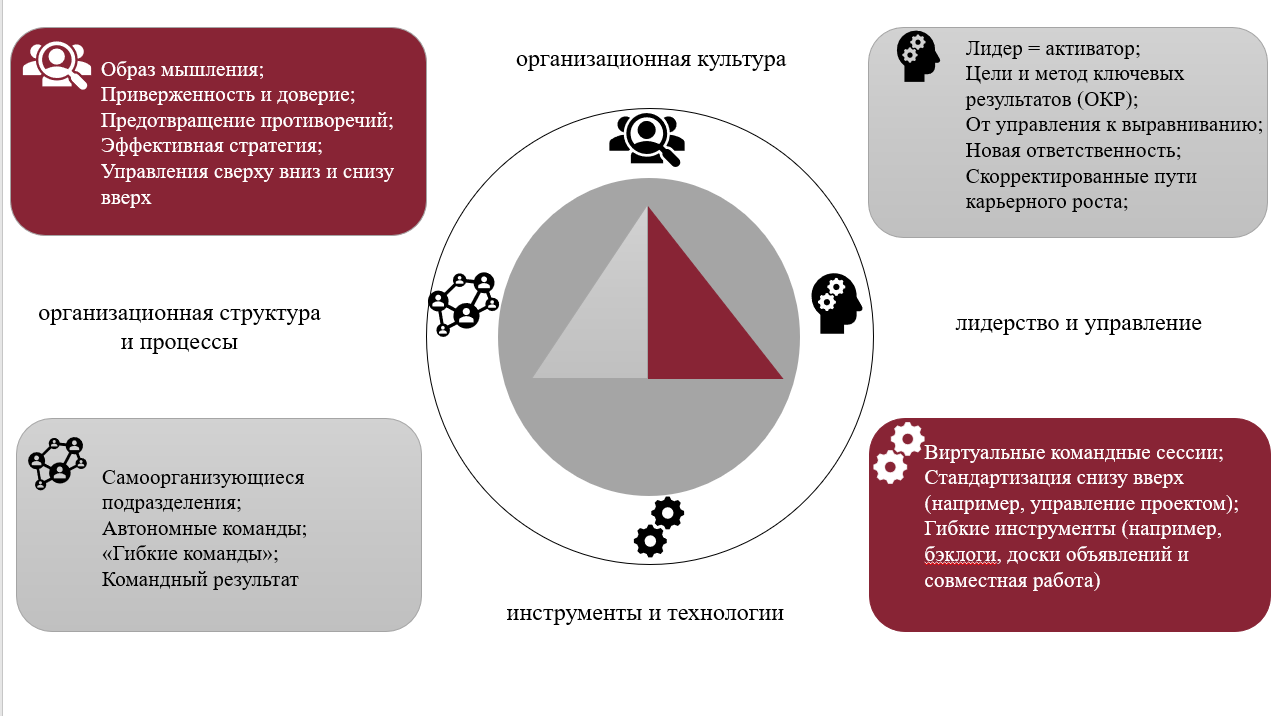 Образ мышления;
Приверженность и доверие;
Предотвращение противоречий;
Эффективная стратегия;
Управления сверху вниз и снизу
вверх
организационная культура
Лидер = активатор;
Цели и метод ключевых
результатов (ОКР);
От управления к выравниванию;
Новая ответственность;
Скорректированные пути
карьерного роста;
организационная структура
и процессы
лидерство и управление
Самоорганизующиеся
подразделения;
Автономные команды;
«Гибкие команды»;
Командный результат
Виртуальные командные сессии;
Стандартизация снизу вверх
(например, управление проектом);
Гибкие инструменты (например,
бэклоги, доски объявлений и
совместная работа)
инструменты и технологии